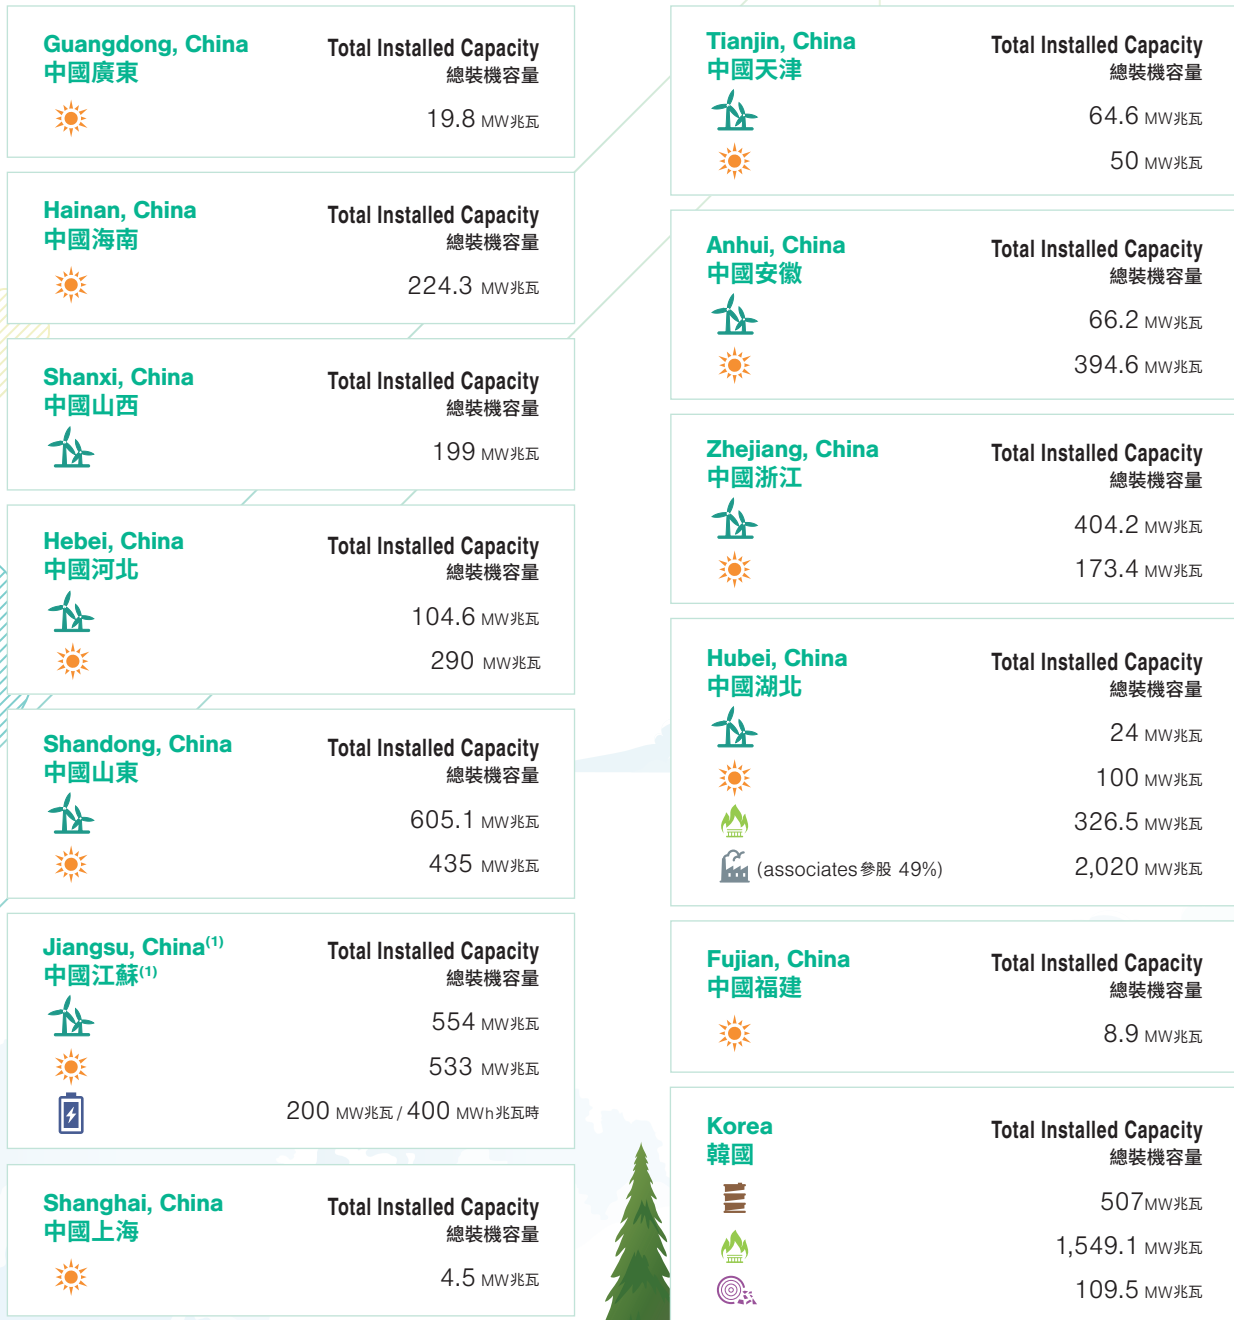 Guangdong, China
中國廣東
Total Installed Capacity
總裝機容量
19.8 MW兆瓦
Hainan, China
中國海南
Total Installed Capacity
總裝機容量
224.3 MW兆瓦
Shanxi, China
中國山西
Total Installed Capacity
總裝機容量
199 MW兆瓦
Hebei, China
中國河北
Total Installed Capacity
總裝機容量
104.6 MW兆瓦
290 MW兆瓦
Shandong, China
中國山東
Total Installed Capacity
總裝機容量
605.1 MW兆瓦
435 MW兆瓦
Jiangsu, China(1)
中國江蘇(1)
Total Installed Capacity
總裝機容量
554 MW兆瓦
533 MW兆瓦
200 MW兆瓦 / 400 MWh兆瓦時
Shanghai, China
中國上海
Total Installed Capacity
總裝機容量
4.5 MW兆瓦
Tianjin, China
中國天津
Total Installed Capacity
總裝機容量
64.6 MW兆瓦
50 MW兆瓦
Anhui, China
中國安徽
Total Installed Capacity
總裝機容量
66.2 MW兆瓦
394.6 MW兆瓦
Zhejiang, China
中國浙江
Total Installed Capacity
總裝機容量
404.2 MW兆瓦
173.4 MW兆瓦
Hubei, China
中國湖北
Total Installed Capacity
總裝機容量
24 MW兆瓦
100 MW兆瓦
326.5 MW兆瓦
(associates參股 49%) 2,020 MW兆瓦
Fujian, China
中國福建
Total Installed Capacity
總裝機容量
8.9 MW兆瓦
Korea
韓國
Total Installed Capacity
總裝機容量
507MW兆瓦
1,549.1 MW兆瓦
109.5 MW兆瓦